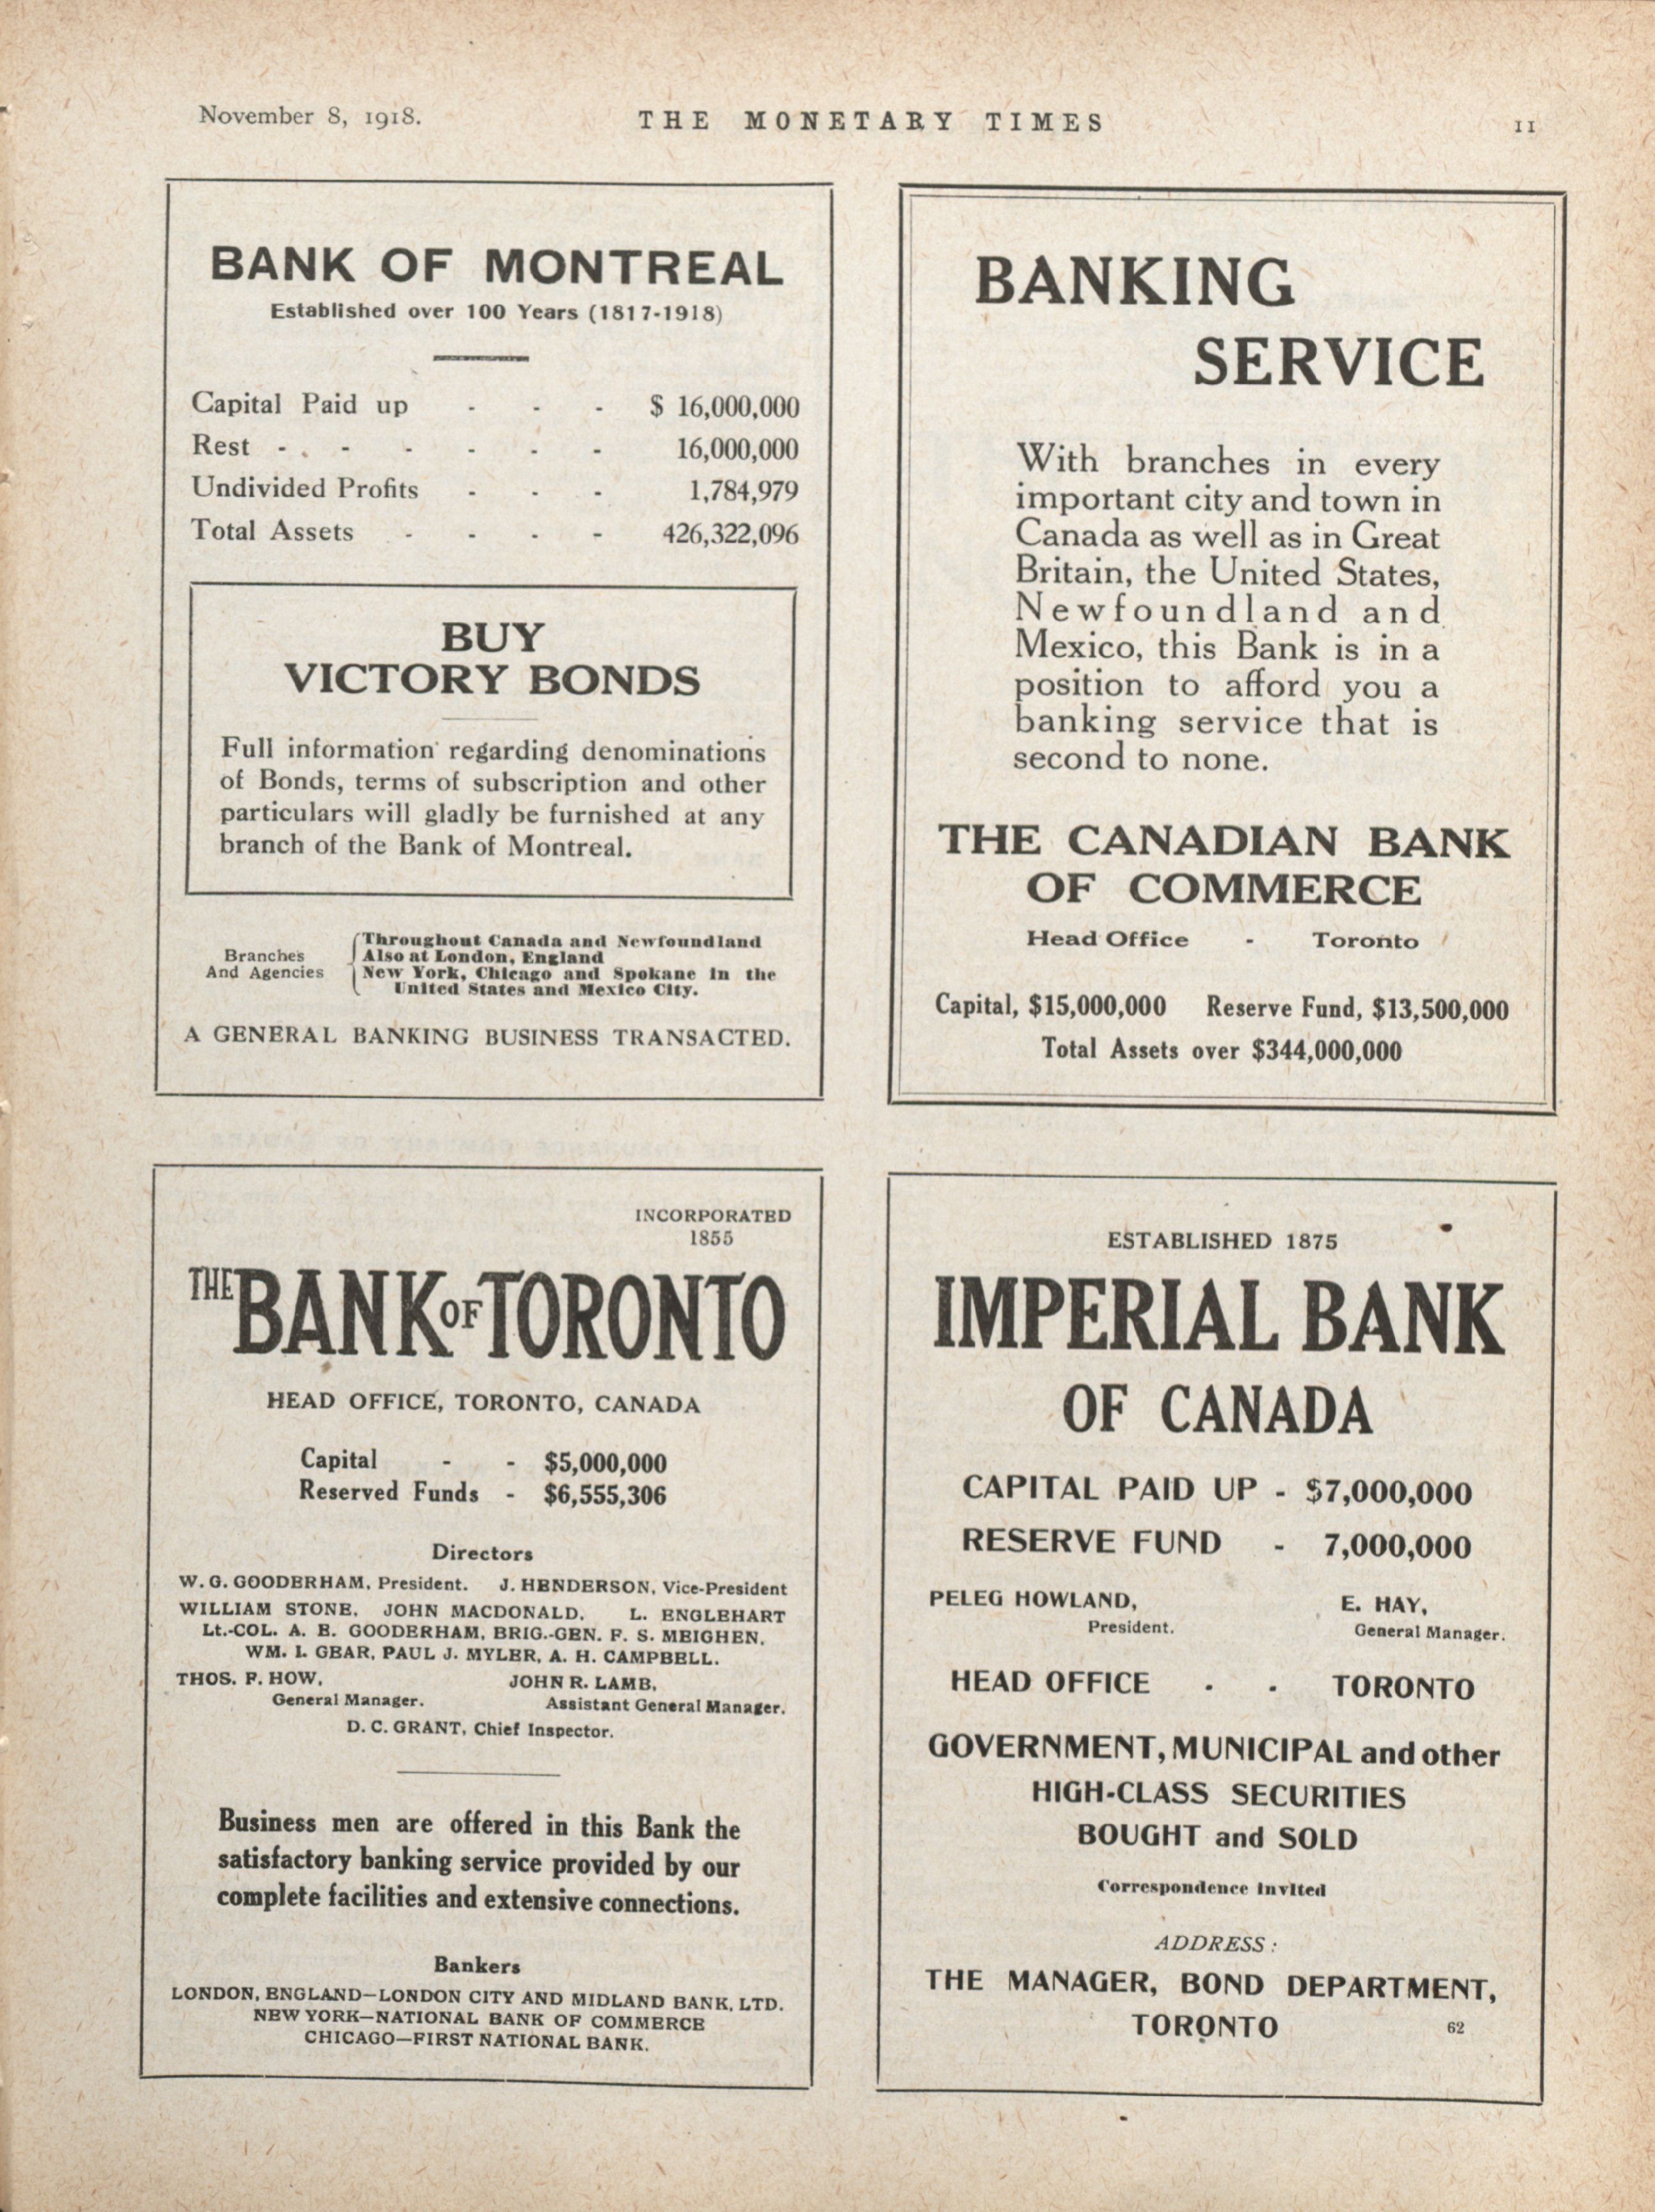 November 8, 1918.
THE MONETARY TIMES
11
BANK OF MONTREAL
Established over 100 Years (1817-1918)
Capital Paid up - - - $ 16,000,000
Rest - . - - - - - 16,000,000
Undivided Profits - - - 1,784,979
Total Assets - - - - 426,322,096
BUY
VICTORY BONDS
Full information regarding denominations
of Bonds, terms of subscription and other
particulars will gladly be furnished at any
branch of the Bank of Montreal.
Branches
And Agencies
Throughout Canada and Newfoundland
Also at London, England
New York, Chicago and Spokane in the
United States and Mexico City.
A GENERAL BANKING BUSINESS TRANSACTED.
BANKING
SERVICE
With branches in every
important city and town in
Canada as well as in Great
Britain, the United States,
Newfoundland and
Mexico, this Bank is in a
position to afford you a
banking service that is
second to none.
THE CANADIAN BANK
OF COMMERCE
Head Office - Toronto
Capital, $15,000,000 Reserve Fund, $13,500,000
Total Assets over $344,000,000
INCORPORATED
1855
THE BANK OF TORONTO
HEAD OFFICE, TORONTO, CANADA
Capital - - $5,000,000
Reserved Funds - $6,555,306
Directors
W. G. GOODERHAM, President. J. HENDERSON, Vice-President
WILLIAM STONE, JOHN MACDONALD, L. ENGLEHART
Lt.-COL. A. E. GOODERHAM, BRIG.-GEN. F. S. MEIGHEN,
WM. I. GEAR, PAUL J. MYLER, A. H. CAMPBELL.
THOS. F. HOW, JOHN R. LAMB,
General Manager. Assistant General Manager.
D. C. GRANT, Chief Inspector.
Business men are offered in this Bank the
satisfactory banking service provided by our
complete facilities and extensive connections.
Bankers
LONDON, ENGLAND—LONDON CITY AND MIDLAND BANK, LTD.
NEW YORK—NATIONAL BANK OF COMMERCE
CHICAGO—FIRST NATIONAL BANK.
ESTABLISHED 1875
IMPERIAL BANK
OF CANADA
CAPITAL PAID UP - $7,000,000
RESERVE FUND - 7,000,000
PELEG HOWLAND, E. HAY,
President. General Manager.
HEAD OFFICE - - TORONTO
GOVERNMENT, MUNICIPAL and other
HIGH-CLASS SECURITIES
BOUGHT and SOLD
Correspondence Invited
ADDRESS:
THE MANAGER, BOND DEPARTMENT,
TORONTO 62